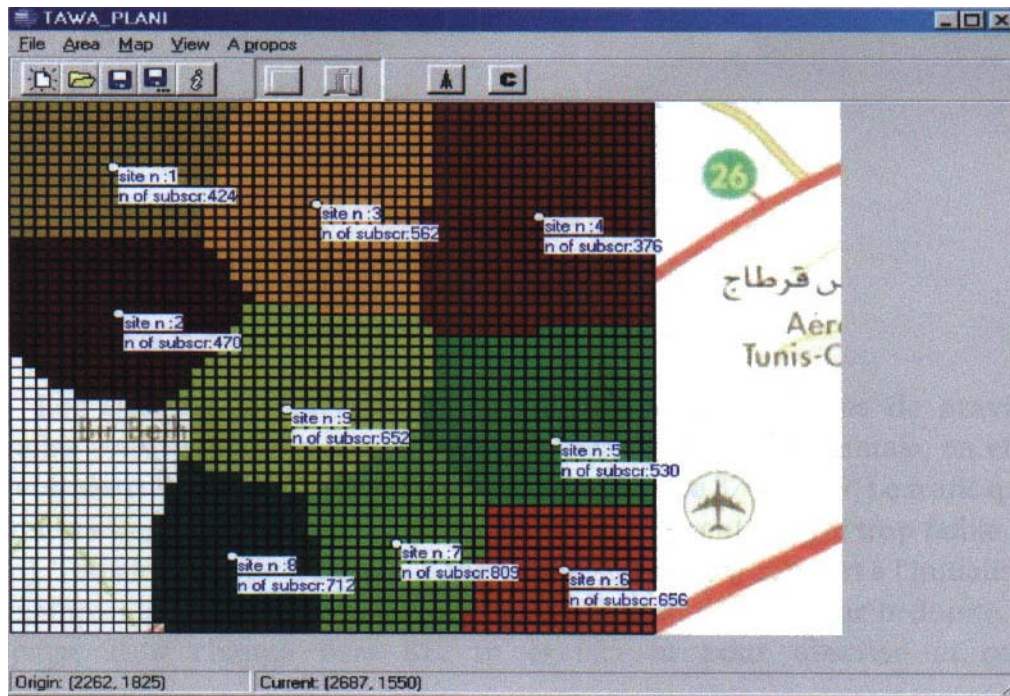 TAWA_PLANI
File Area Map View A propos
C
site n :1
n of subscr:424
site n :3
n of subscr:562
site n :4
n of subscr:376
26
قرطاج
Tunis-C
site n :2
n of subscr:470
site n :9
n of subscr:652
site n :5
n of subscr:530
site n :7
n of subscr:809
site n :8
n of subscr:712
site n :6
n of subscr:656
Origin: (2262, 1825) Current: (2687, 1550)